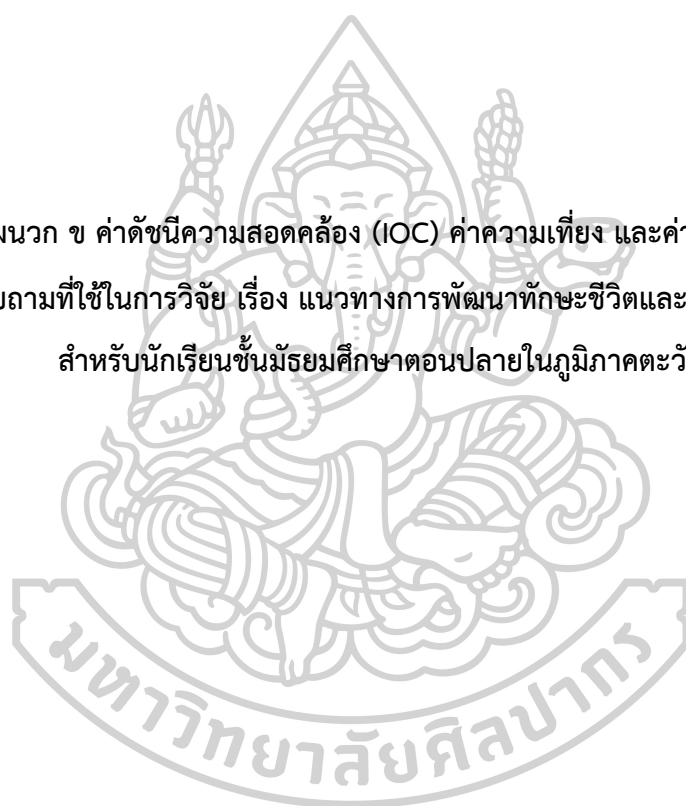 ผนวก ข ค่าดัชนีความสอดคล้อง (IOC) ค่าความเที่ยง และค่า
ถามที่ใช้ในการวิจัย เรื่อง แนวทางการพัฒนาทักษะชีวิตและ
สำหรับนักเรียนชั้นมัธยมศึกษาตอนปลายในภูมิภาคตะวั
มหาวิทยาลัยศิลปากร